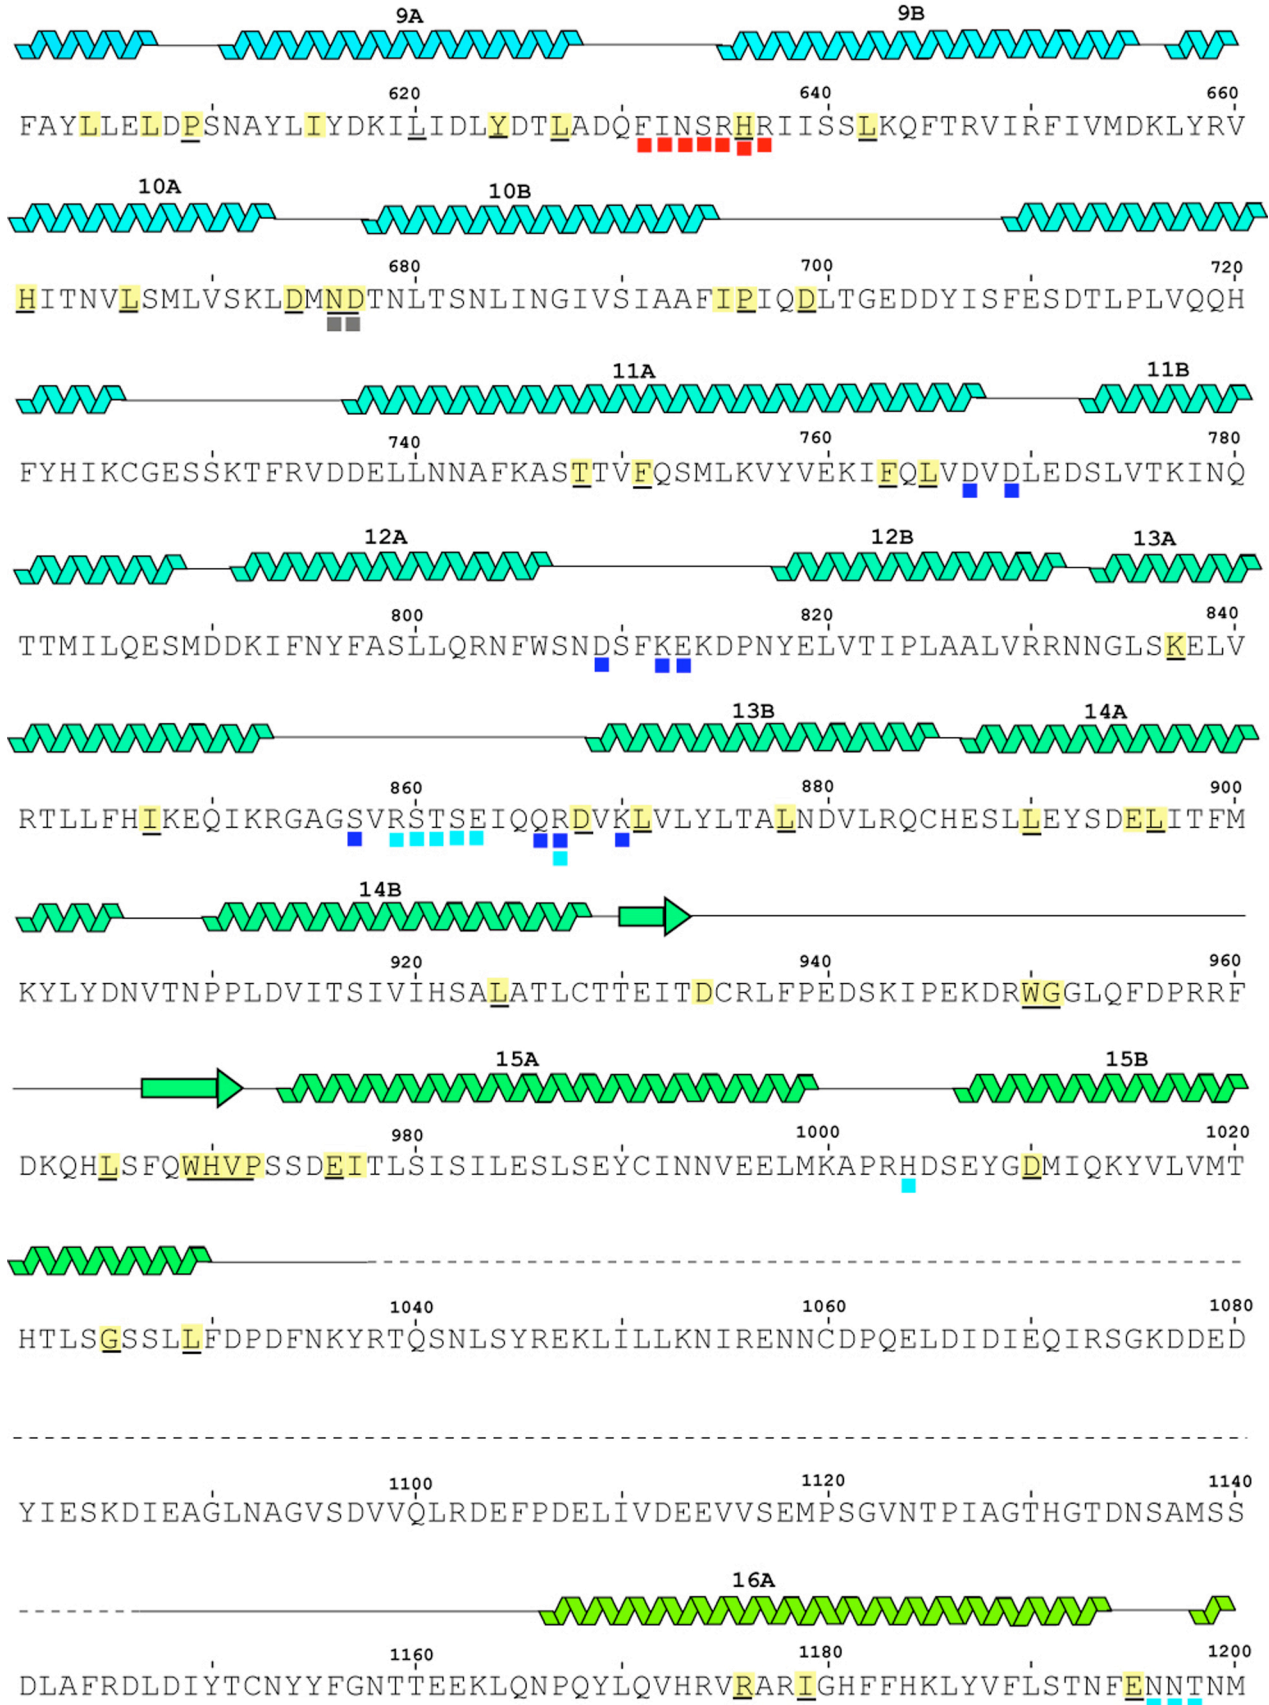 9A 9B
620 640 660
FAYLLELDPSNAYLIYDKILIDLYDTLADQFINSRHRIISSLKQFTRVIRFIVMDKLYRV
10A 10B
680 700 720
HITNVLSMLVSKLDMNDTNLTSNLINGIVSIAAFIPIQDLTGEDDYISFESDTLPLVQQH
11A 11B
740 760 780
FYHIKCGESSKTFRVDDELLNNAFKASTTVFQSMLKVYVEKIFQLVDVDLEDSLVTKINQ
12A 12B 13A
800 820 840
TTMILQESMDDKIFNYFASLLQRNFWSNDSFKEKDPNYELVTIPLAALVRRNNGLSKELV
13B 14A
860 880 900
RTLLFHIKEQIKRGAGSVRSTSEIQQRDVKLVLYLTALNDVLRQCHESLLEYSDELITFM
14B
920 940 960
KYLYDNVTNPPLDVITSIVIHSALATLCTTEITDCRLFPEDSKIPEKDRWGGLQFDPRRF
15A 15B
980 1000 1020
DKQHLSFQWHVPSSDEITLSISILESLSEYCINNVEELMKAPRHDSEYGDMIQKYVLVMT
1040 1060 1080
HTLSGSSLLFDPDFNKYRTQSNLSYREKLILLKNIRENNCDPQELDIDIEQIRSGKDDED
1100 1120 1140
YIESKDIEAGLNAGVSDVVQLRDEFPDELIVDEEVVSEMPSGVNTPIAGTHGTDNSAMSS
16A
1160 1180 1200
DLAFRDLDIYTCNYYFGNTTEEKLQNPQYLQVHRVRARIGHFFHKLYVFLSTNFENNTNM